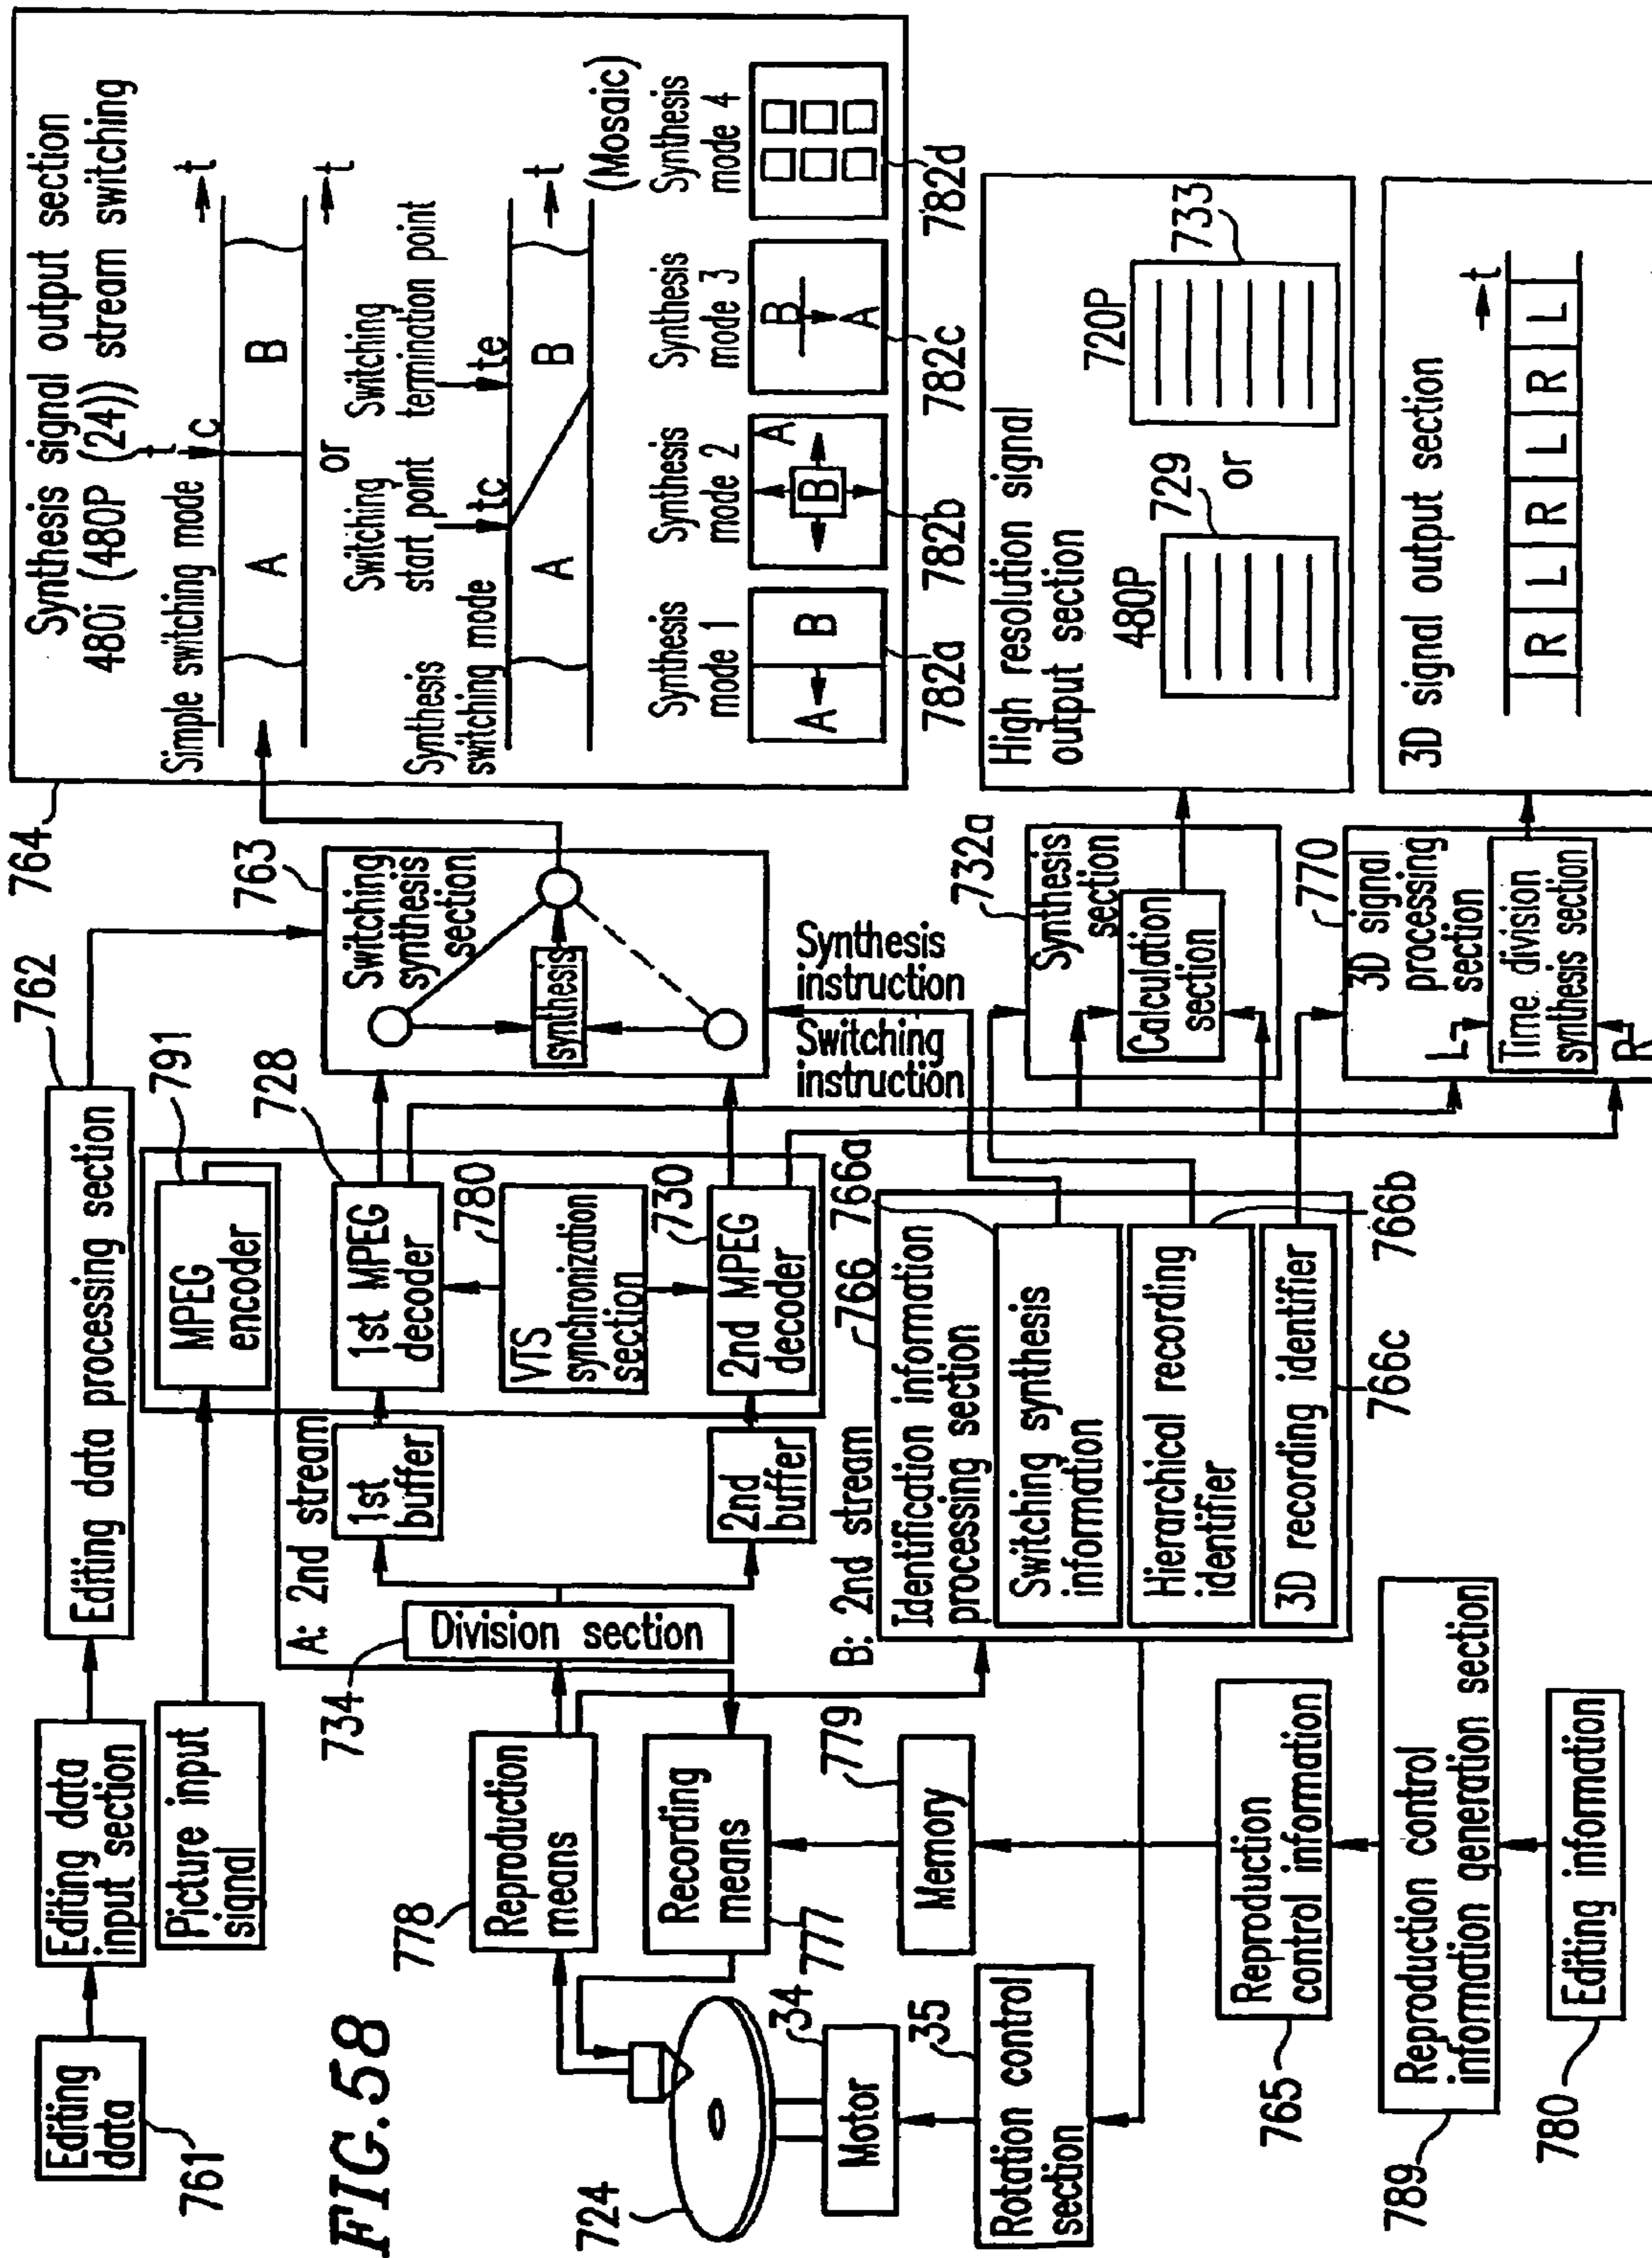 FIG.58
Editing
data
761
Editing data
input section
Picture input
signal
Editing data processing section
762
MPEG
encoder
791
A: 2nd
stream
Division section
734
1st
buffer
1st MPEG
decoder
728
VTS
synchronization
section
780
2nd
buffer
2nd MPEG
decoder
730
B: 2nd stream
Reproduction
means
778
Recording
means
777
Memory
779
724
Motor
34
Rotation control
section
35
Reproduction
control information
765
Reproduction control
information generation section
789
Editing information
780
Identification information
processing section
766
Switching synthesis
information
766a
Hierarchical recording
identifier
766b
3D recording identifier
766c
Switching
synthesis
section
763
synthesis
Synthesis
instruction
Switching
instruction
Synthesis
section
732a
Calculation
section
3D signal
processing
section
770
L
Time division
synthesis section
R
764
Synthesis signal output section
480i (480P (24)) stream switching
Simple switching mode
t c
t
A
B
t
or
Switching
start point
Switching
termination point
Synthesis
switching mode
tc
te
A
B
t
Synthesis
mode 1
A
B
782a
Synthesis
mode 2
B
A
782b
Synthesis
mode 3
B
A
782c
(Mosaic)
Synthesis
mode 4
782d
High resolution signal
output section
480P
729
or
720P
733
3D signal output section
t
R L R L R L